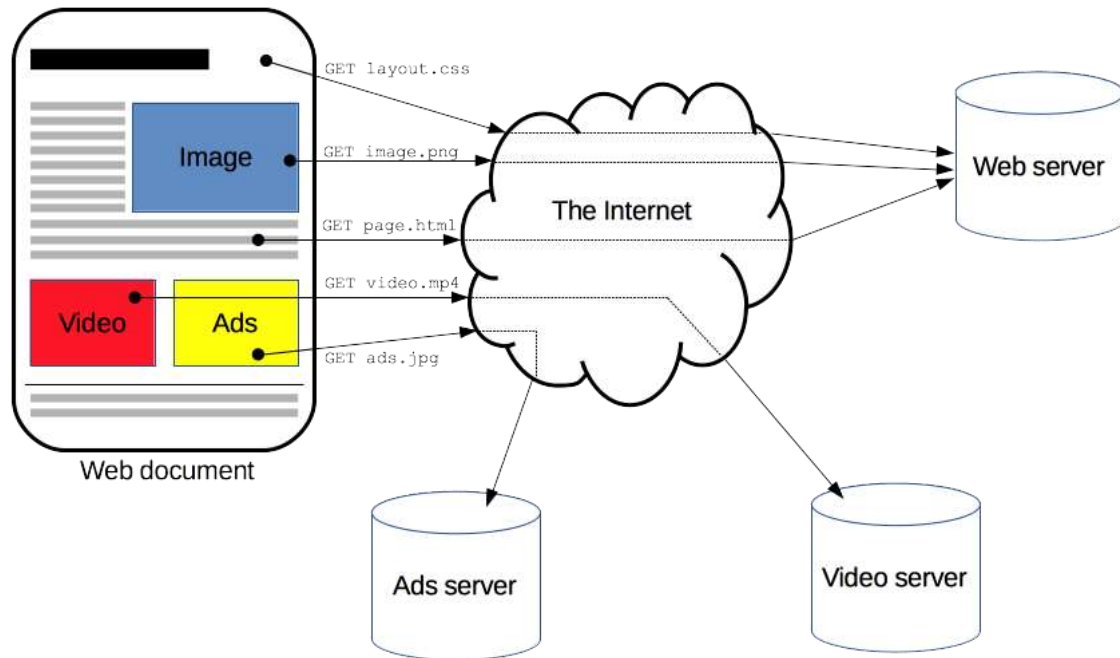 GET layout.css
Image
GET image.png
Web server
The Internet
GET page.html
GET video.mp4
Video
Ads
GET ads.jpg
Web document
Ads server
Video server